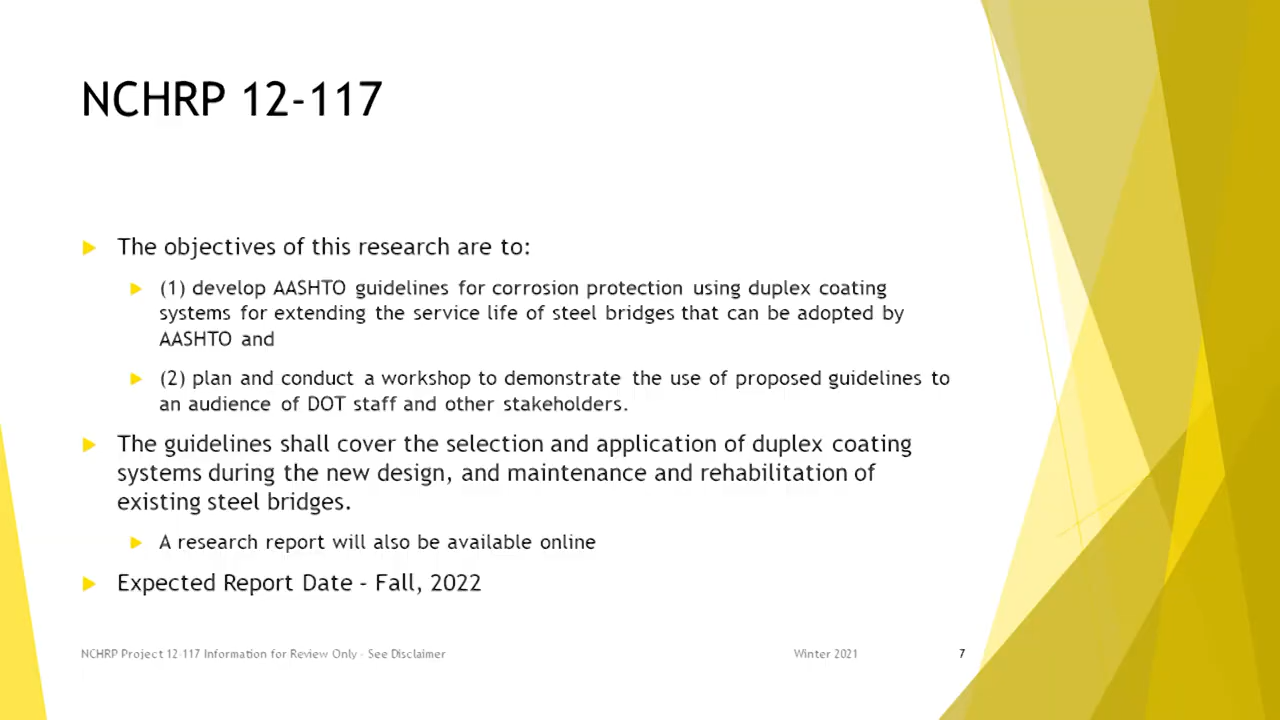 NCHRP 12-117
The objectives of this research are to:
(1) develop AASHTO guidelines for corrosion protection using duplex coating
systems for extending the service life of steel bridges that can be adopted by
AASHTO and
(2) plan and conduct a workshop to demonstrate the use of proposed guidelines to
an audience of DOT staff and other stakeholders.
The guidelines shall cover the selection and application of duplex coating
systems during the new design, and maintenance and rehabilitation of
existing steel bridges.
A research report will also be available online
Expected Report Date – Fall, 2022
NCHRP Project 12-117 Information for Review Only - See Disclaimer
Winter 2021
7